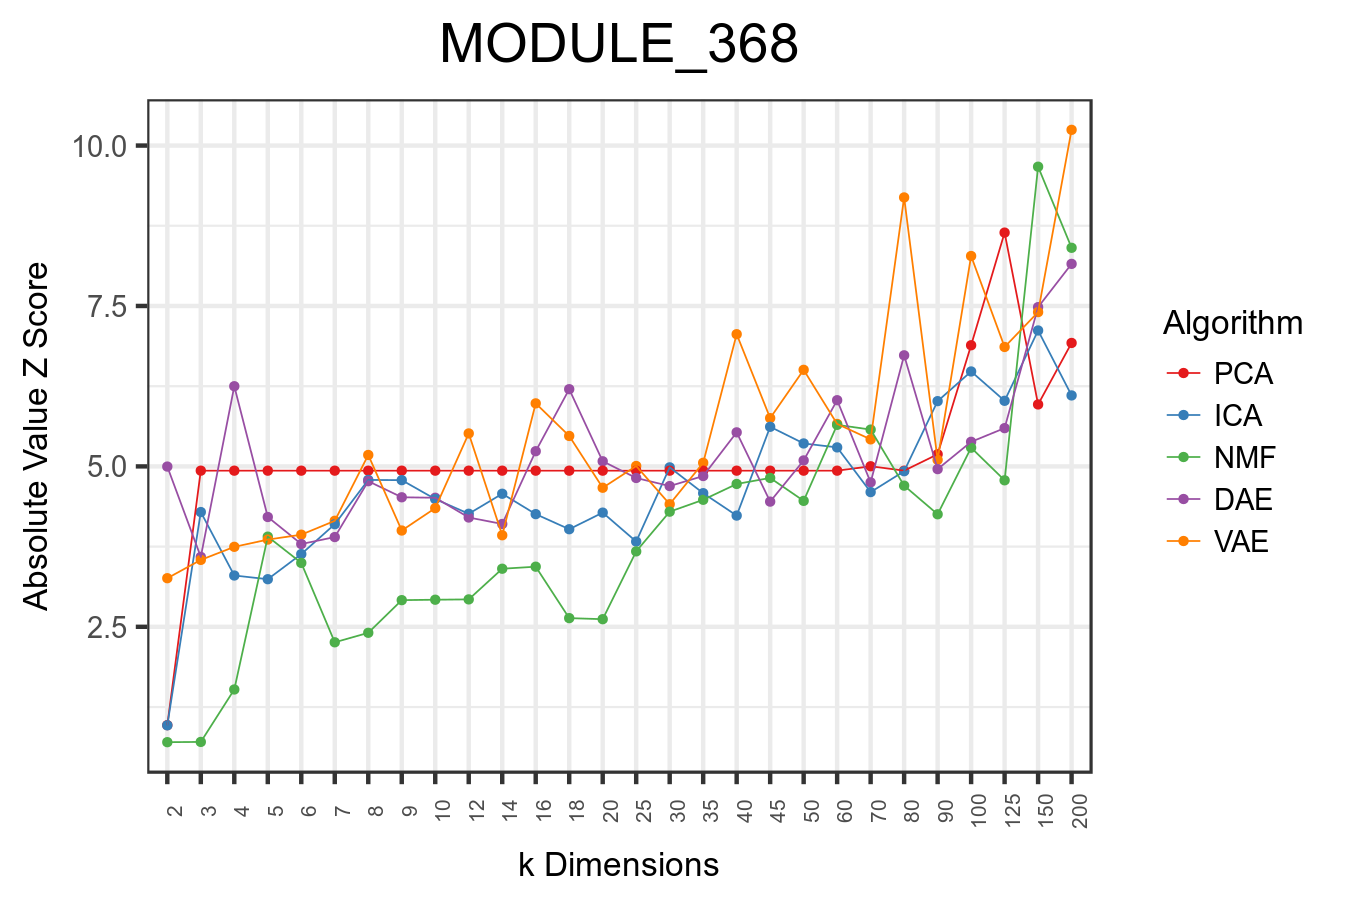 MODULE_368
Absolute Value Z Score
10.0
7.5
5.0
2.5
2 3 4 5 6 7 8 9 10 12 14 16 18 20 25 30 35 40 45 50 60 70 80 90 100 125 150 200
k Dimensions
Algorithm
PCA
ICA
NMF
DAE
VAE